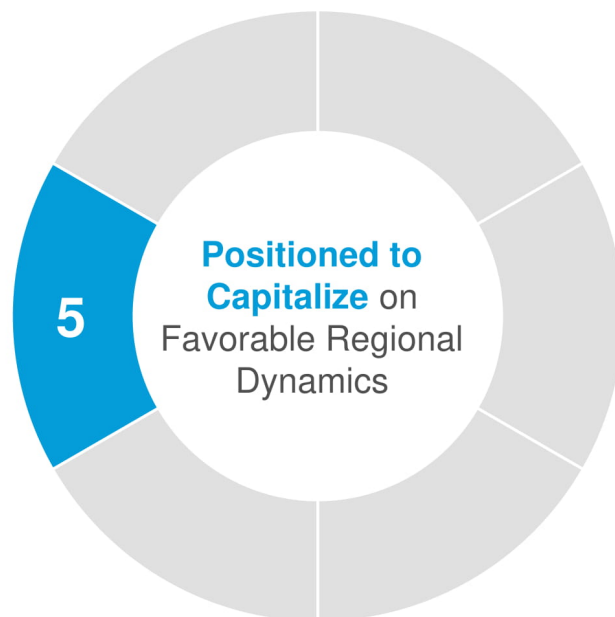 5
Positioned to
Capitalize on
Favorable Regional
Dynamics